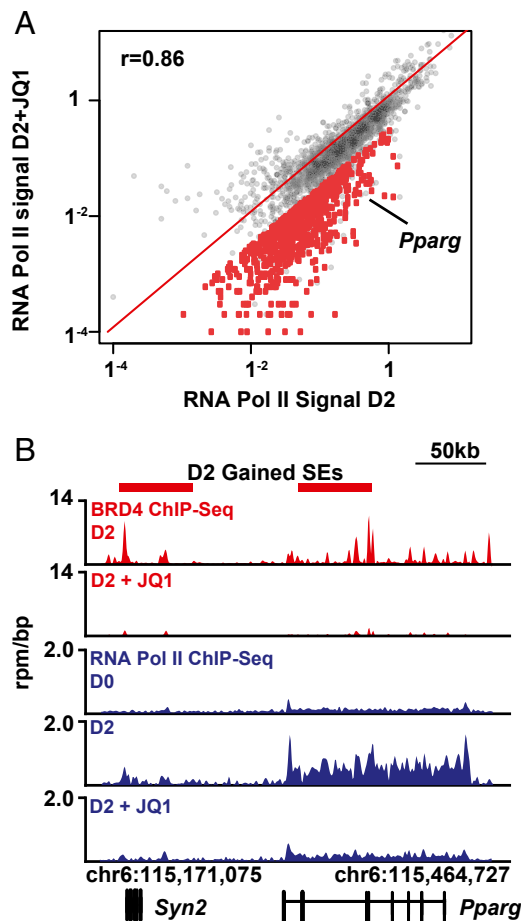 A
r=0.86
RNA Pol II signal D2+JQ1
1
1-2
1-4
Pparg
1-4
1-2
1
RNA Pol II Signal D2
B
50kb
D2 Gained SEs
rpm/bp
14
BRD4 ChIP-Seq
D2
14
D2 + JQ1
2.0
RNA Pol II ChIP-Seq
D0
2.0
D2
2.0
D2 + JQ1
chr6:115,171,075 chr6:115,464,727
Syn2 Pparg